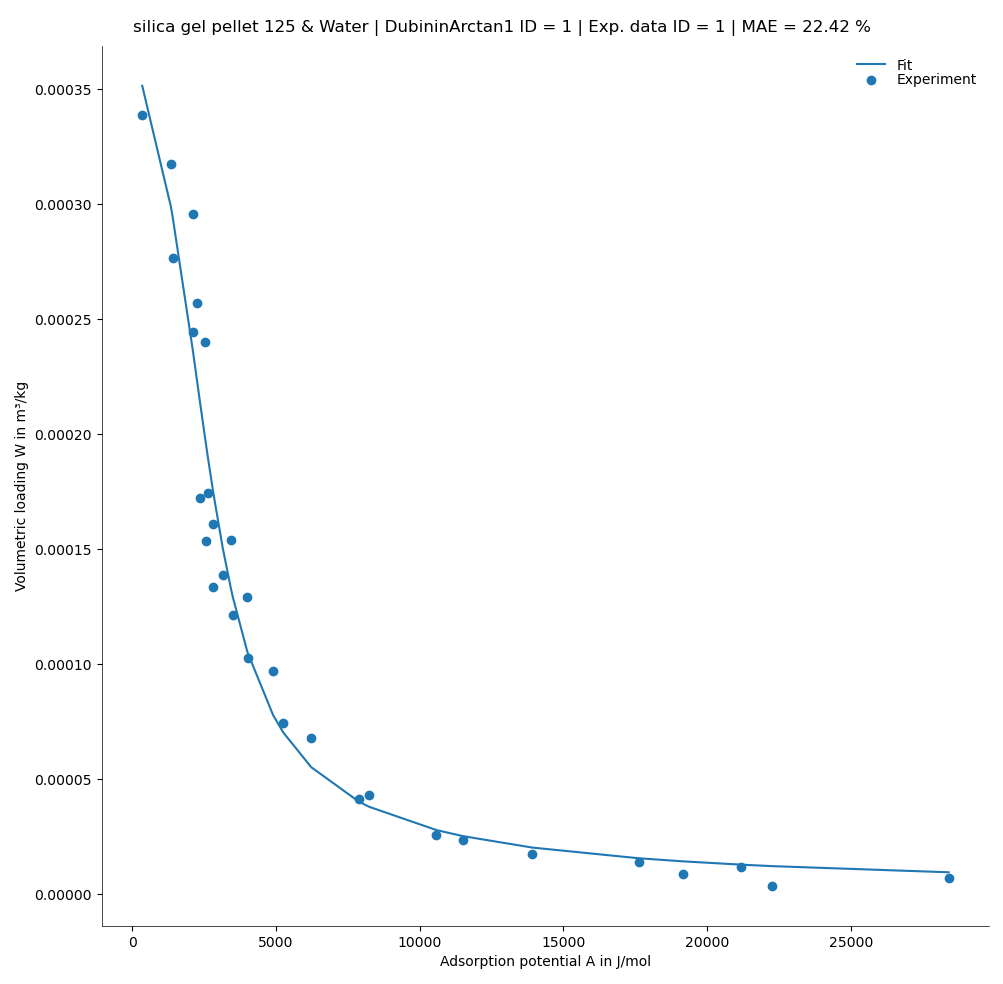 silica gel pellet 125 & Water | DubininArctan1 ID = 1 | Exp. data ID = 1 | MAE = 22.42 %
Fit
Experiment
0.00035
0.00030
0.00025
0.00020
0.00015
0.00010
0.00005
0.00000
Volumetric loading W in m³/kg
0 5000 10000 15000 20000 25000
Adsorption potential A in J/mol